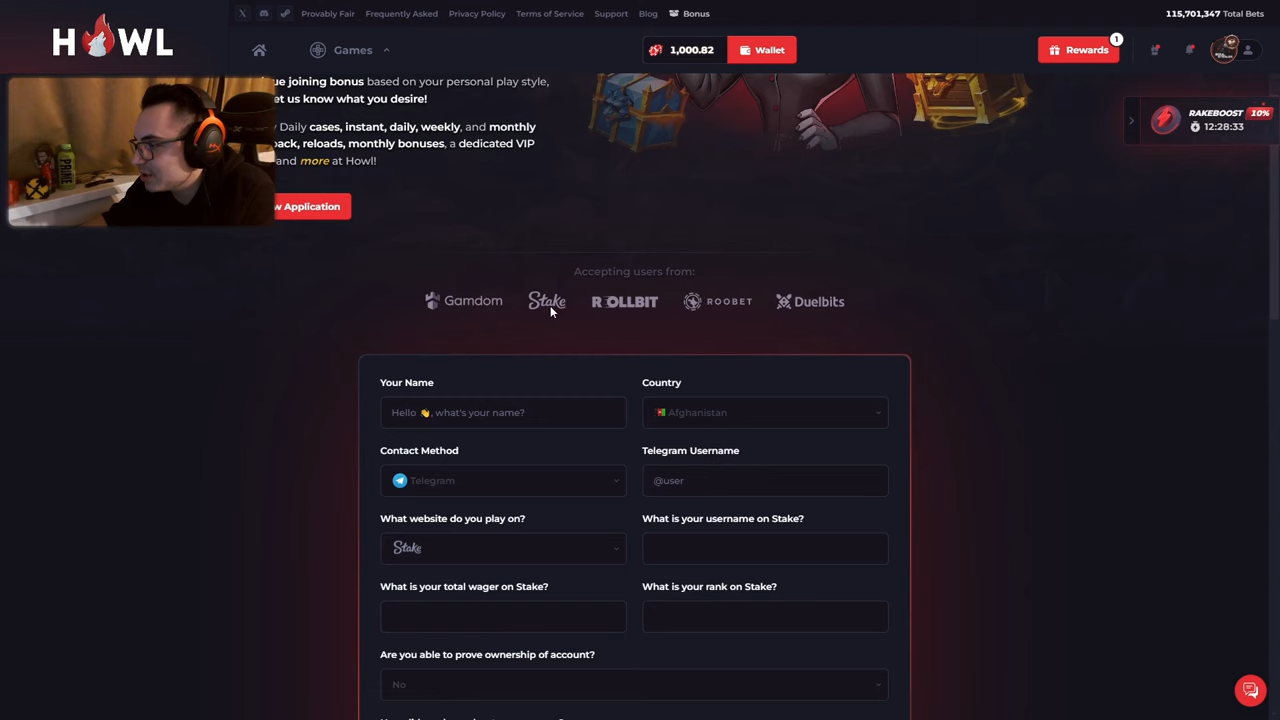 Provably Fair Frequently Asked Privacy Policy Terms of Service Support Blog Bonus
115,701,347 Total Bets
HOWL
Games
1,000.82
Wallet
Rewards
1
joining bonus based on your personal play style,
et us know what you desire!
Daily cases, instant, daily, weekly, and monthly
back, reloads, monthly bonuses, a dedicated VIP
and more at Howl!
Application
RAKEBOOST 10%
12:28:33
PRIME
Accepting users from:
Gamdom Stake ROLLBIT ROOBET Duelbits
Your Name
Country
Hello 👋, what's your name?
Afghanistan
Contact Method
Telegram Username
Telegram
@user
What website do you play on?
What is your username on Stake?
Stake
What is your total wager on Stake?
What is your rank on Stake?
Are you able to prove ownership of account?
No